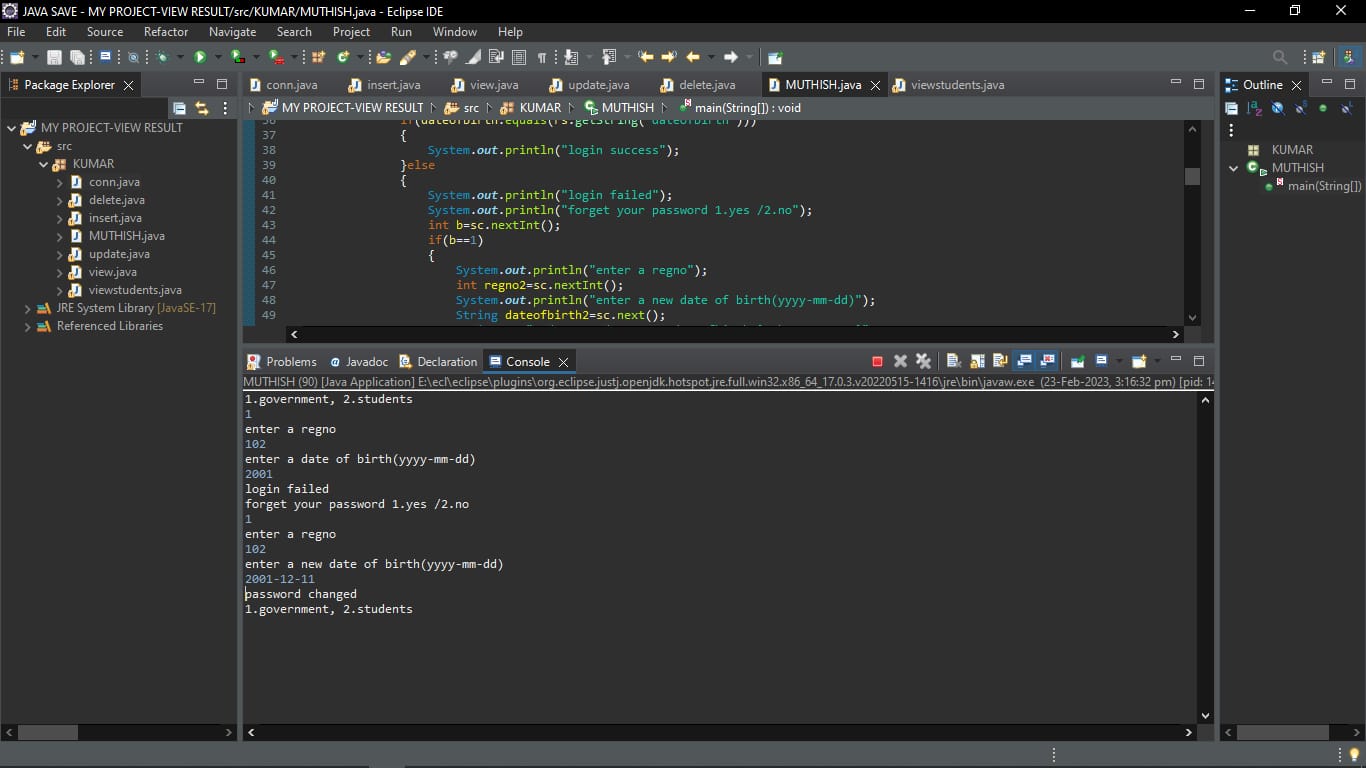 JAVA SAVE - MY PROJECT-VIEW RESULT/src/KUMAR/MUTHISH.java - Eclipse IDE
File Edit Source Refactor Navigate Search Project Run Window Help
Package Explorer
MY PROJECT-VIEW RESULT
src
KUMAR
conn.java
delete.java
insert.java
MUTHISH.java
update.java
view.java
viewstudents.java
JRE System Library [JavaSE-17]
Referenced Libraries
conn.java insert.java view.java update.java delete.java MUTHISH.java viewstudents.java
MY PROJECT-VIEW RESULT src KUMAR MUTHISH main(String[]) : void
36 if(dateofbirth.equals(rs.getString("dateofbirth")))
37 {
38 System.out.println("login success");
39 }else
40 {
41 System.out.println("login failed");
42 System.out.println("forget your password 1.yes /2.no");
43 int b=sc.nextInt();
44 if(b==1)
45 {
46 System.out.println("enter a regno");
47 int regno2=sc.nextInt();
48 System.out.println("enter a new date of birth(yyyy-mm-dd)");
49 String dateofbirth2=sc.next();
Problems Javadoc Declaration Console
MUTHISH (90) [Java Application] E:\ecl\eclipse\plugins\org.eclipse.justj.openjdk.hotspot.jre.full.win32.x86_64_17.0.3.v20220515-1416\jre\bin\javaw.exe (23-Feb-2023, 3:16:32 pm) [pid: 14
1.government, 2.students
1
enter a regno
102
enter a date of birth(yyyy-mm-dd)
2001
login failed
forget your password 1.yes /2.no
1
enter a regno
102
enter a new date of birth(yyyy-mm-dd)
2001-12-11
password changed
1.government, 2.students
Outline
KUMAR
MUTHISH
main(String[])